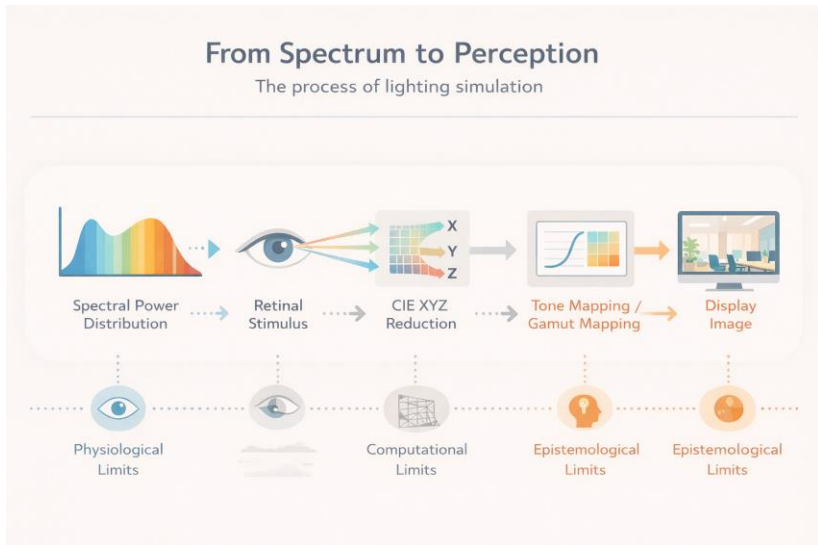 From Spectrum to Perception
The process of lighting simulation
X
Y
Z
Spectral Power
Distribution
Retinal
Stimulus
CIE XYZ
Reduction
Tone Mapping /
Gamut Mapping
Display
Image
Physiological
Limits
Computational
Limits
Epistemological
Limits
Epistemological
Limits